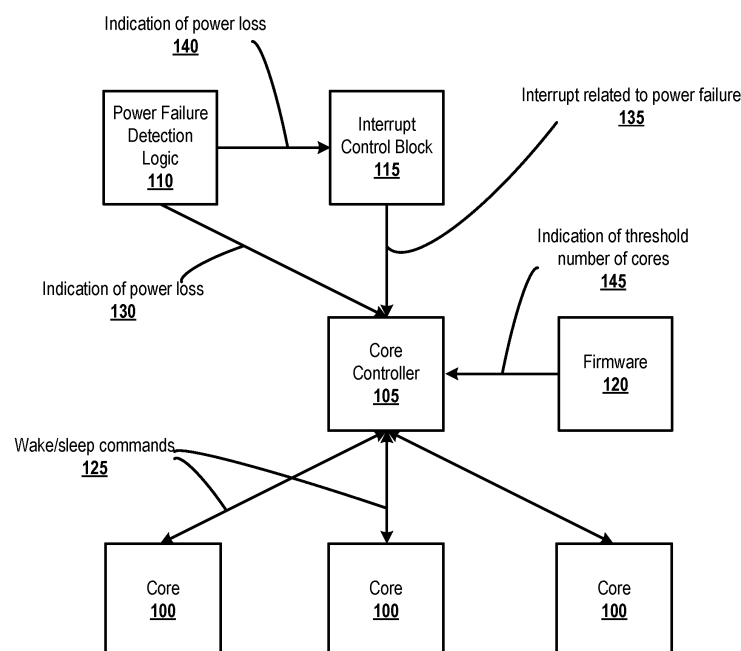 Indication of power loss
140
Power Failure
Detection
Logic
110
Interrupt
Control Block
115
Interrupt related to power failure
135
Indication of power loss
130
Indication of threshold
number of cores
145
Core
Controller
105
Firmware
120
Wake/sleep commands
125
Core
100
Core
100
Core
100